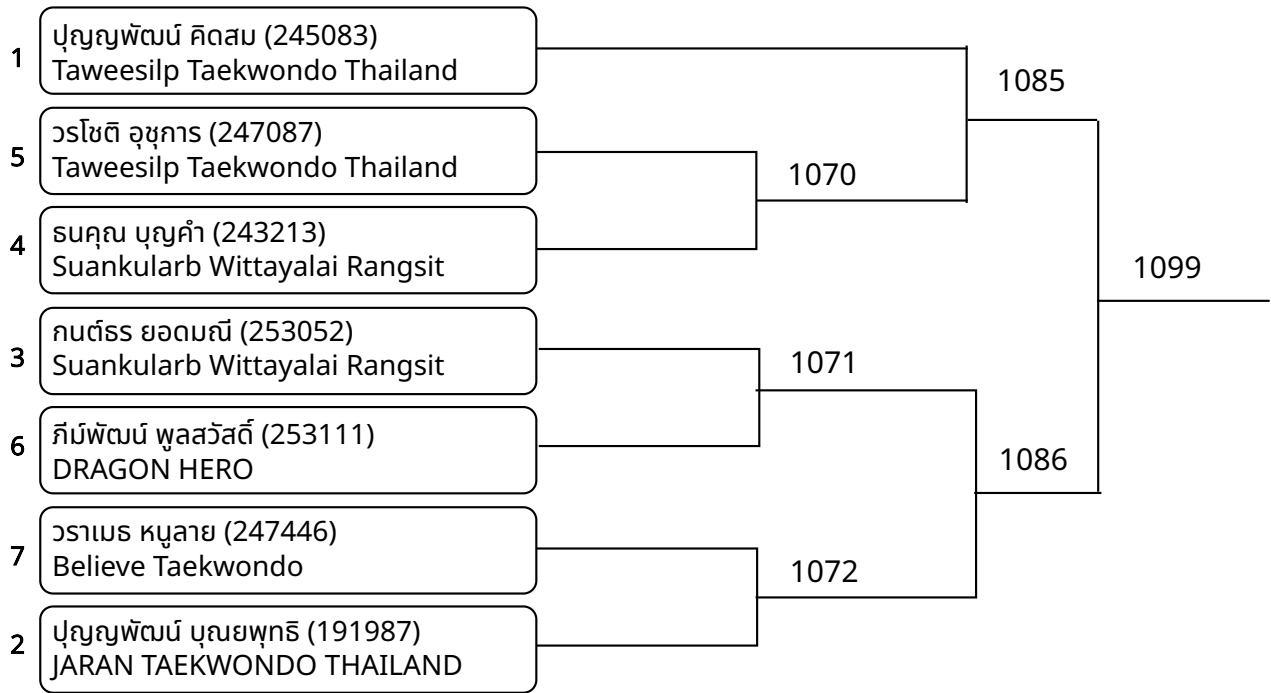 1
ปุญญพัฒน์ คิดสม (245083)
Taweesilp Taekwondo Thailand
5
วรโชติ อุชุการ (247087)
Taweesilp Taekwondo Thailand
4
ธนคุณ บุญคำ (243213)
Suankularb Wittayalai Rangsit
3
กนต์ธร ยอดมณี (253052)
Suankularb Wittayalai Rangsit
6
ภีม์พัฒน์ พูลสวัสดิ์ (253111)
DRAGON HERO
7
วราเมธ หนูลาย (247446)
Believe Taekwondo
2
ปุญญพัฒน์ บุณยพุทธิ (191987)
JARAN TAEKWONDO THAILAND
1070
1071
1072
1085
1086
1099